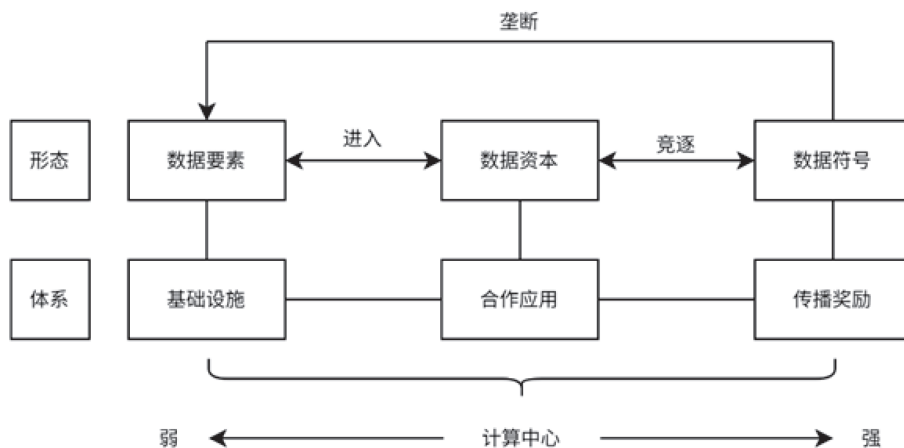 垄断
进入
竞逐
形态
数据要素
数据资本
数据符号
体系
基础设施
合作应用
传播奖励
弱
计算中心
强